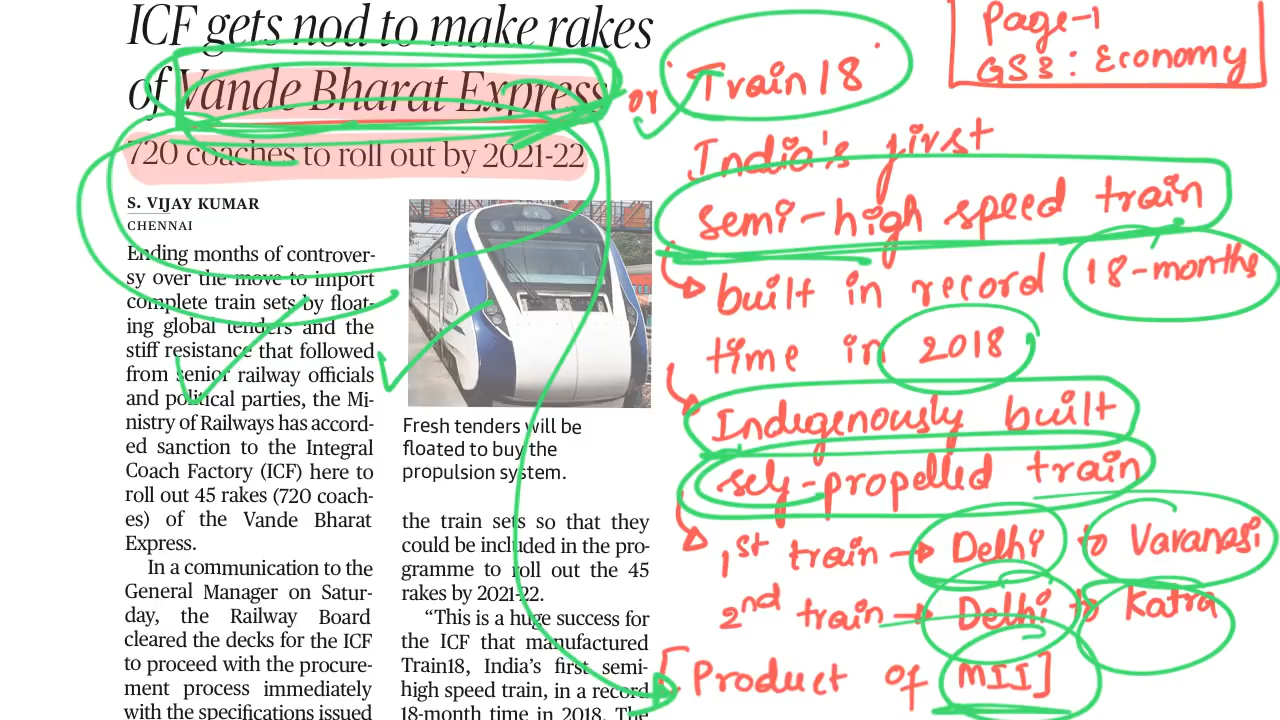 ICF gets nod to make rakes
of Vande Bharat Express
720 coaches to roll out by 2021-22
S. VIJAY KUMAR
CHENNAI
Ending months of controver-
sy over the move to import
complete train sets by float-
ing global tenders and the
stiff resistance that followed
from senior railway officials
and political parties, the Mi-
nistry of Railways has accord-
ed sanction to the Integral
Coach Factory (ICF) here to
roll out 45 rakes (720 coach-
es) of the Vande Bharat
Express.
In a communication to the
General Manager on Satur-
day, the Railway Board
cleared the decks for the ICF
to proceed with the procure-
ment process immediately
with the specifications issued
Fresh tenders will be
floated to buy the
propulsion system.
the train sets so that they
could be included in the pro-
gramme to roll out the 45
rakes by 2021-22.
“This is a huge success for
the ICF that manufactured
Train18, India’s first semi-
high speed train, in a record
18-month time in 2018. The
Page-1
GS3: Economy
or Train 18
India's first
semi-high speed train
built in record 18-months
time in 2018
Indegenously built
self-propelled train
1st train → Delhi to Varanasi
2nd train → Delhi to Katra
[Product of MII]